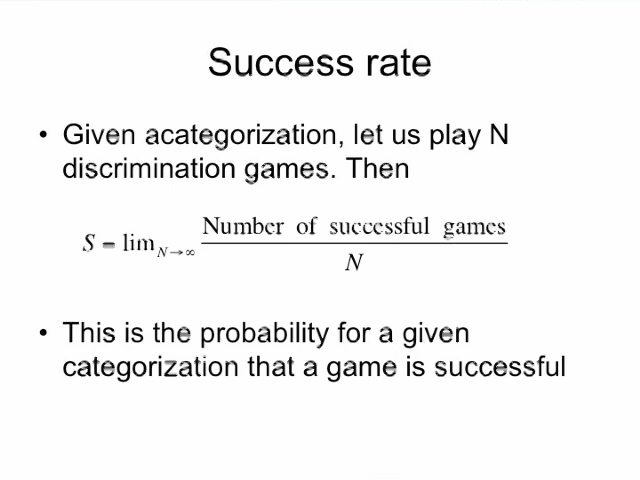 Success rate
• Given acategorization, let us play N
discrimination games. Then
S = lim N→∞ Number of successful games / N
• This is the probability for a given
categorization that a game is successful